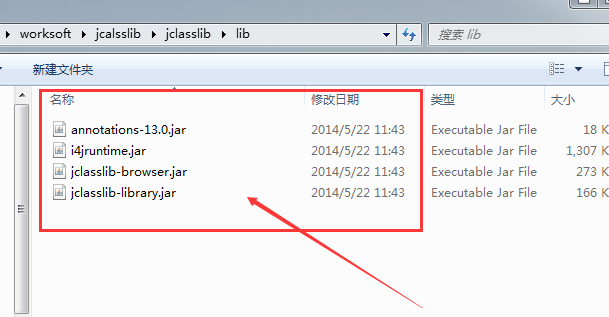 worksoft ▸ jcalsslib ▸ jclasslib ▸ lib 搜索 lib
新建文件夹
名称 修改日期 类型 大小
annotations-13.0.jar 2014/5/22 11:43 Executable Jar File 18 K
i4jruntime.jar 2014/5/22 11:43 Executable Jar File 1,307 K
jclasslib-browser.jar 2014/5/22 11:43 Executable Jar File 273 K
jclasslib-library.jar 2014/5/22 11:43 Executable Jar File 166 K